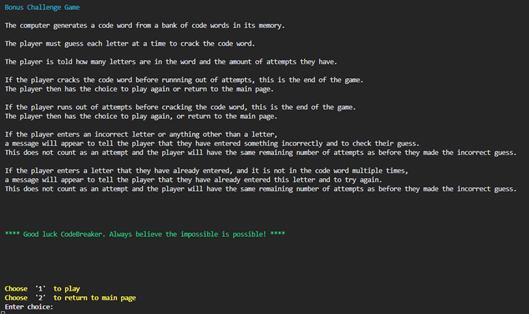 Bonus Challenge Game
The computer generates a code word from a bank of code words in its memory.
The player must guess each letter at a time to crack the code word.
The player is told how many letters are in the word and the amount of attempts they have.
If the player cracks the code word before runnning out of attempts, this is the end of the game.
The player then has the choice to play again or return to the main page.
If the player runs out of attempts before cracking the code word, this is the end of the game.
The player then has the choice to play again, or return to the main page.
If the player enters an incorrect letter or anything other than a letter,
a message will appear to tell the player that they have entered something incorrectly and to check their guess.
This does not count as an attempt and the player will have the same remaining number of attempts as before they made the incorrect guess.
If the player enters a letter that they have already entered, and it is not in the code word multiple times,
a message will appear to tell the player that they have already entered this letter and to try again.
This does not count as an attempt and the player will have the same remaining number of attempts as before they made the incorrect guess.
**** Good luck CodeBreaker. Always believe the impossible is possible! ****
Choose '1' to play
Choose '2' to return to main page
Enter choice: